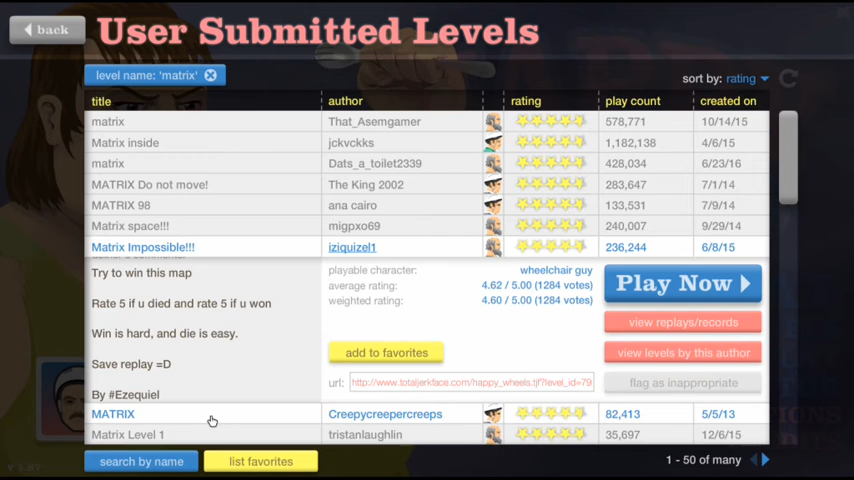 back
User Submitted Levels
level name: 'matrix'
sort by: rating
title author rating play count created on
matrix That_Asemgamer 578,771 10/14/15
Matrix inside jckvckks 1,182,138 4/6/15
matrix Dats_a_toilet2339 428,034 6/23/16
MATRIX Do not move! The King 2002 283,647 7/1/14
MATRIX 98 ana cairo 133,531 7/9/14
Matrix space!!! migpxo69 240,007 9/29/14
Matrix Impossible!!! iziquizel1 236,244 6/8/15
Try to win this map
Rate 5 if u died and rate 5 if u won
Win is hard, and die is easy.
Save replay =D
By #Ezequiel
playable character: wheelchair guy
average rating: 4.62 / 5.00 (1284 votes)
weighted rating: 4.60 / 5.00 (1284 votes)
add to favorites
url: http://www.totaljerkface.com/happy_wheels.tjf?level_id=79
Play Now
view replays/records
view levels by this author
flag as inappropriate
MATRIX Creepycreepercreeps 82,413 5/5/13
Matrix Level 1 tristanlaughlin 35,697 12/6/15
search by name
list favorites
1 - 50 of many
v 1.87